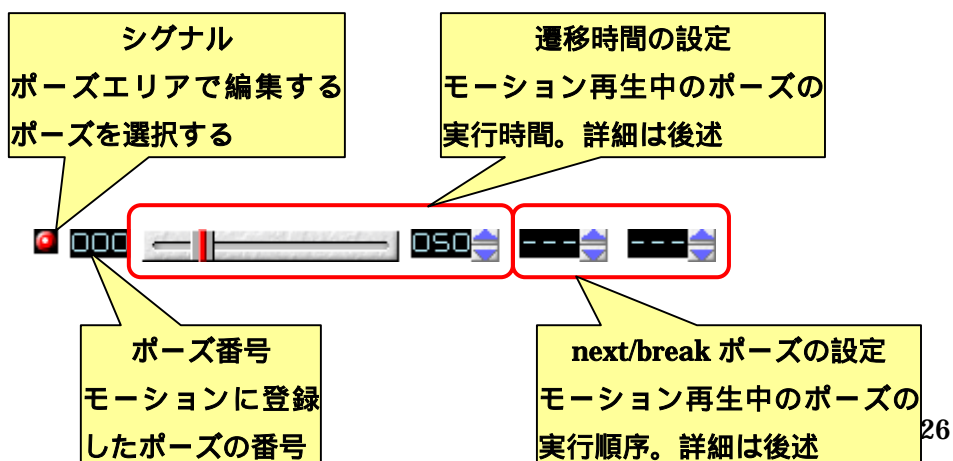 シグナル
ポーズエリアで編集する
ポーズを選択する
遷移時間の設定
モーション再生中のポーズの
実行時間。詳細は後述
000
050
---
---
ポーズ番号
モーションに登録
したポーズの番号
next/break ポーズの設定
モーション再生中のポーズの
実行順序。詳細は後述
26